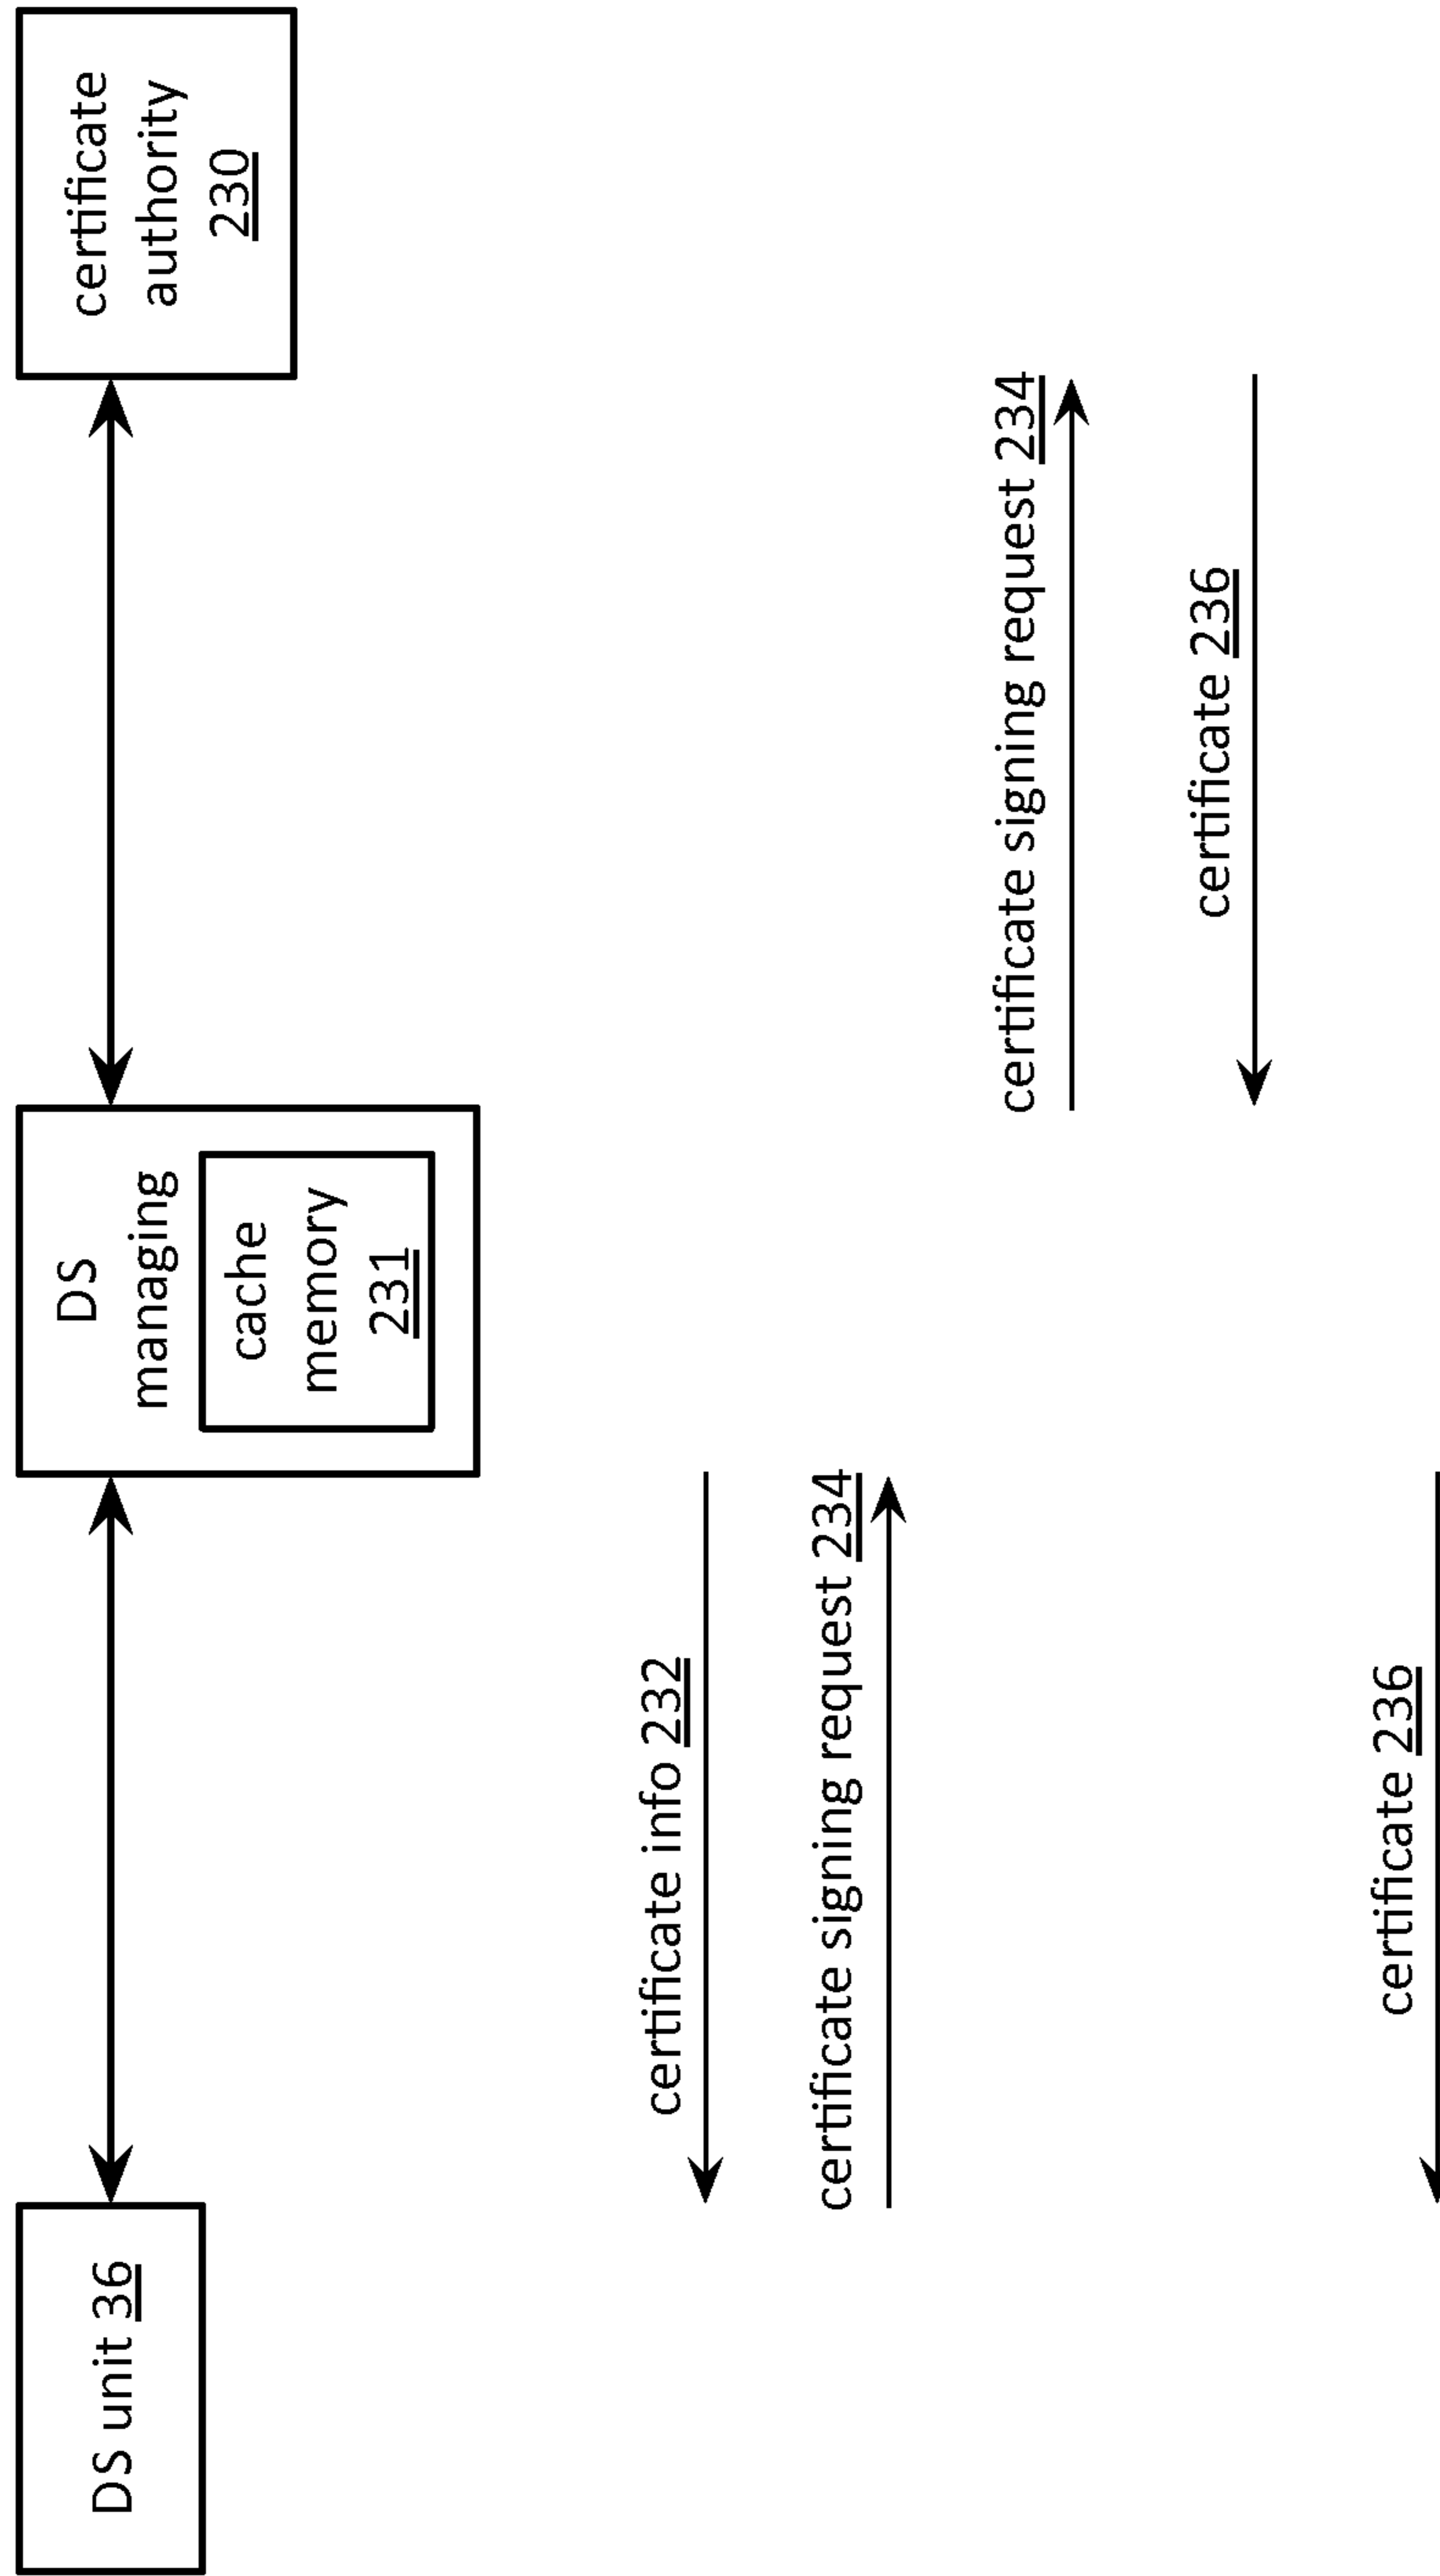 DS unit 36
DS
managing
cache
memory
231
certificate
authority
230
certificate info 232
certificate signing request 234
certificate signing request 234
certificate 236
certificate 236